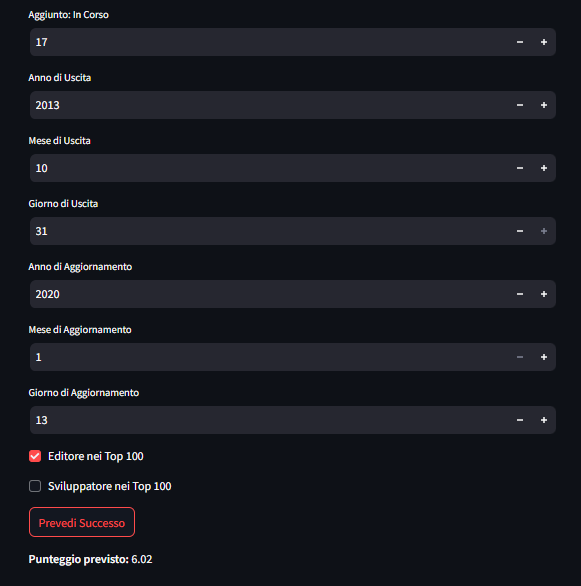 Aggiunto: In Corso
17
Anno di Uscita
2013
Mese di Uscita
10
Giorno di Uscita
31
Anno di Aggiornamento
2020
Mese di Aggiornamento
1
Giorno di Aggiornamento
13
Editore nei Top 100
Sviluppatore nei Top 100
Prevedi Successo
Punteggio previsto: 6.02